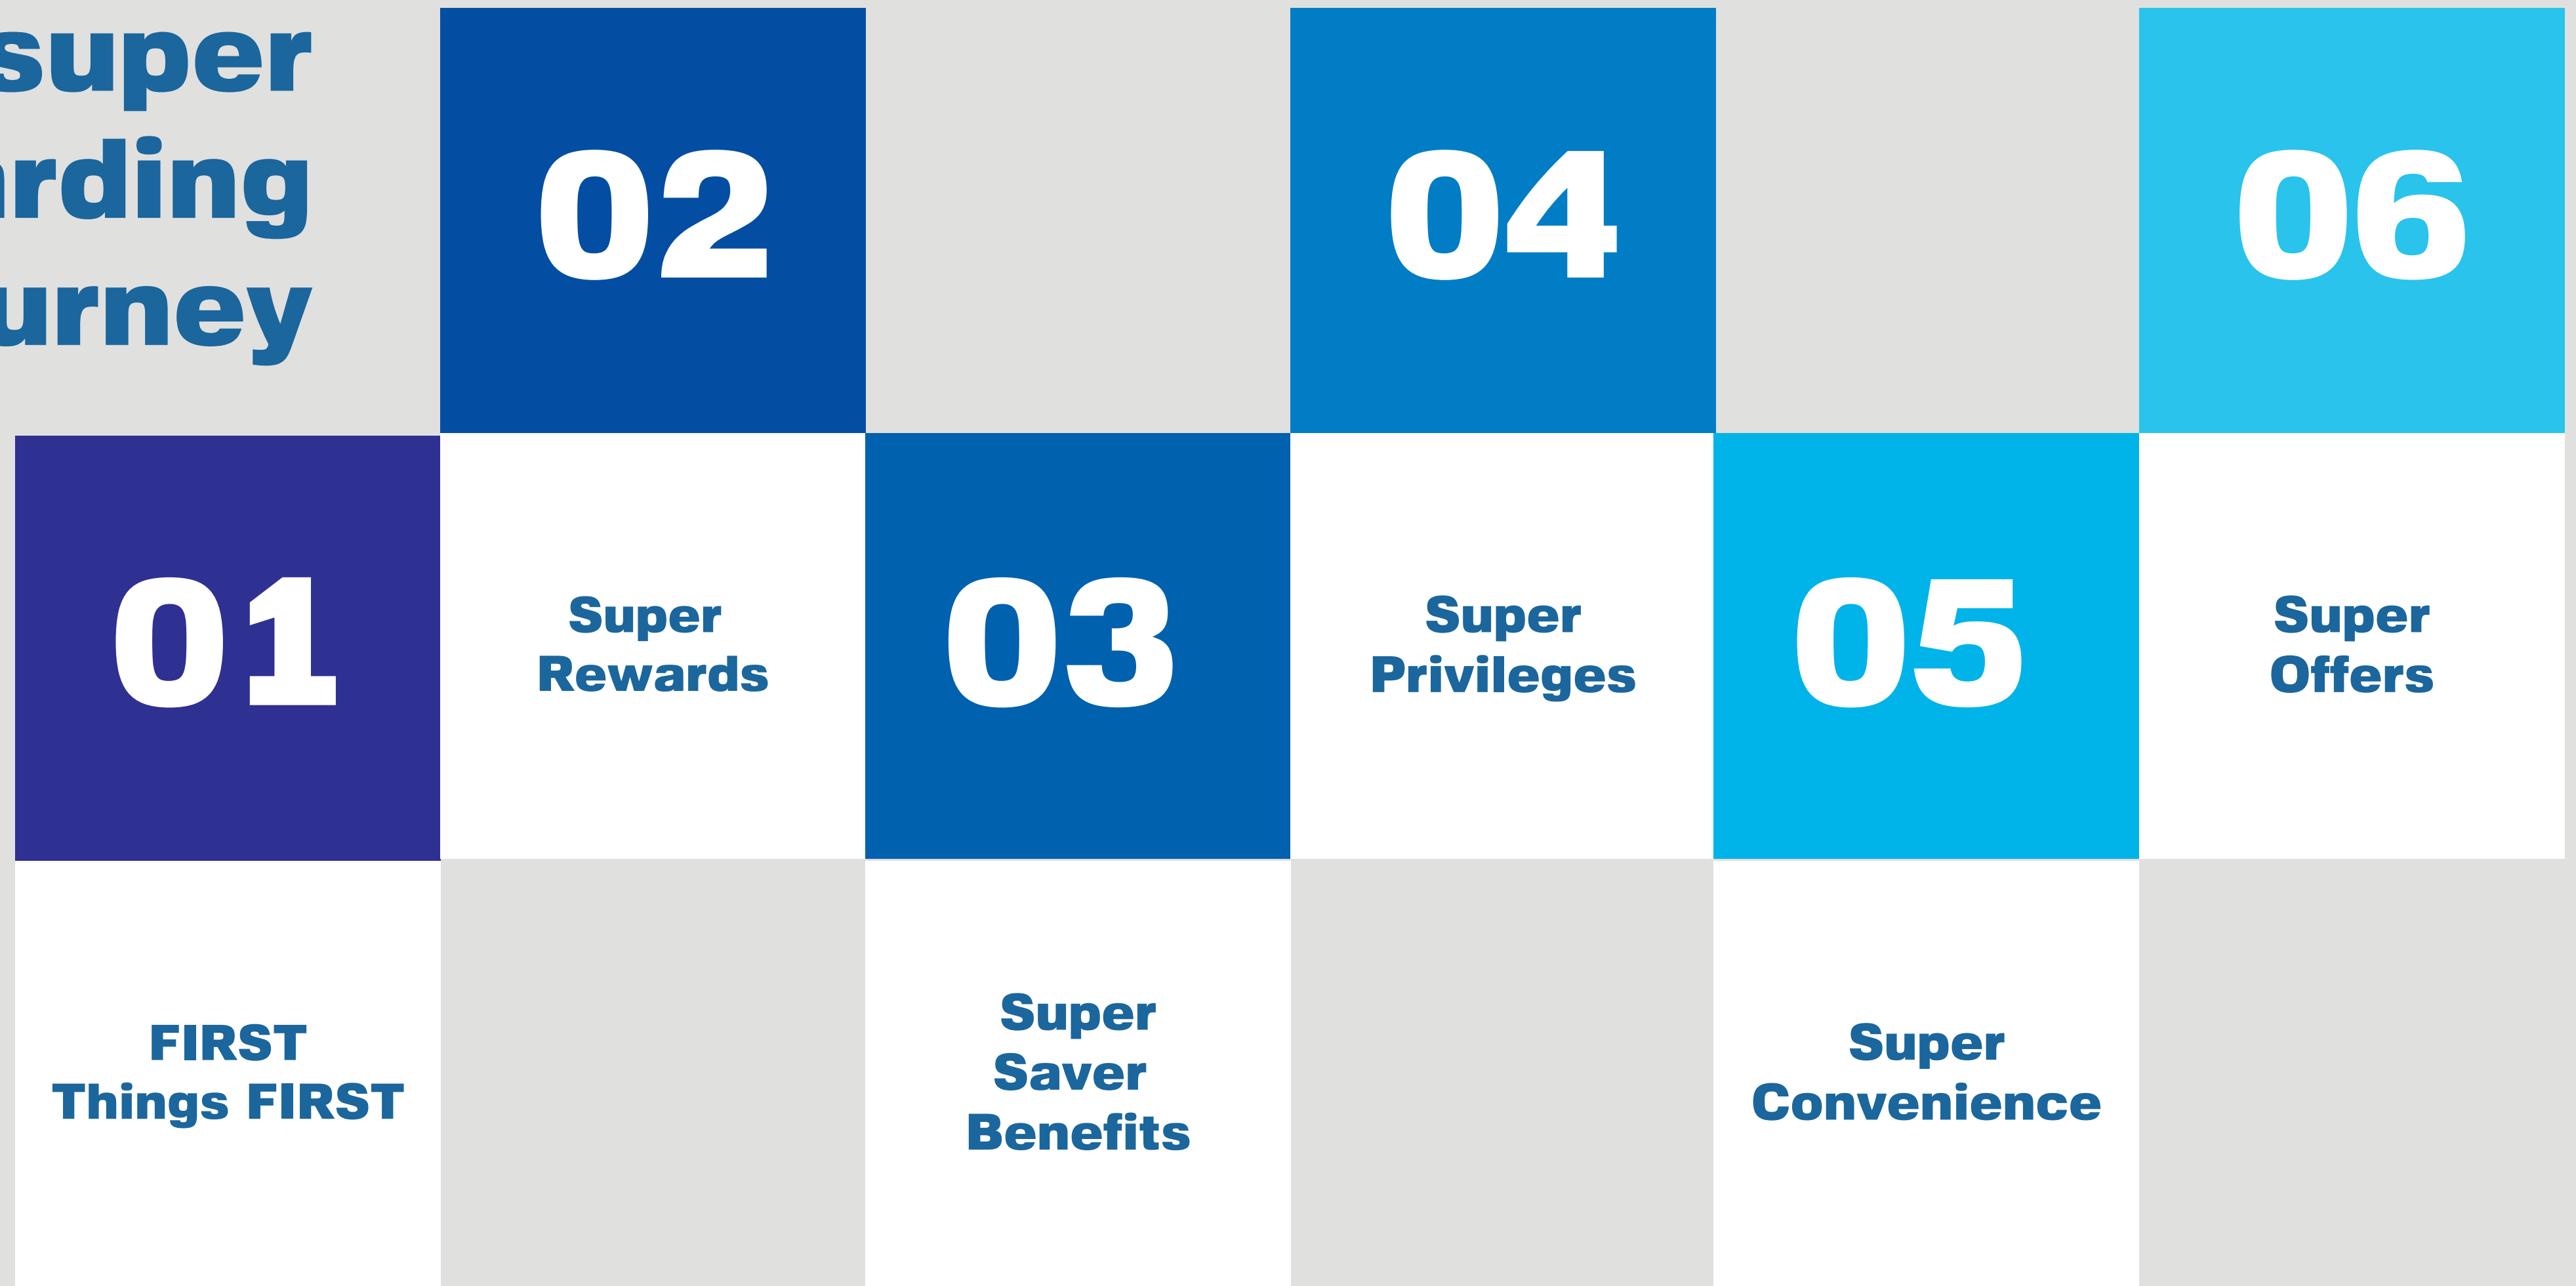 super
arding
urney
02
04
06
01
Super
Rewards
03
Super
Privileges
05
Super
Offers
FIRST
Things FIRST
Super
Saver
Benefits
Super
Convenience